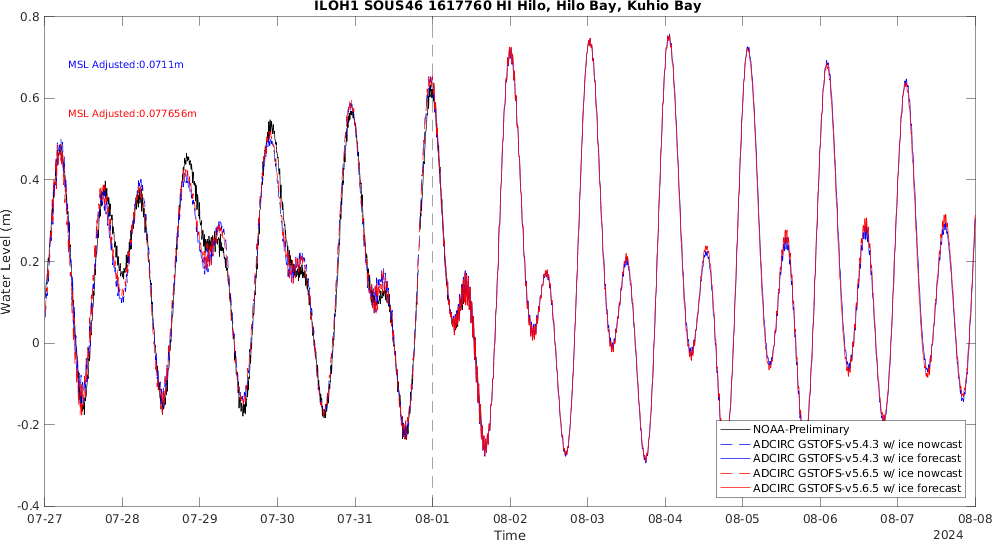 ILOH1 SOUS46 1617760 HI Hilo, Hilo Bay, Kuhio Bay
0.8
MSL Adjusted:0.0711m
0.6
MSL Adjusted:0.077656m
0.4
Water Level (m)
0.2
0
-0.2
NOAA-Preliminary
ADCIRC GSTOFS-v5.4.3 w/ ice nowcast
ADCIRC GSTOFS-v5.4.3 w/ ice forecast
ADCIRC GSTOFS-v5.6.5 w/ ice nowcast
ADCIRC GSTOFS-v5.6.5 w/ ice forecast
-0.4
07-27 07-28 07-29 07-30 07-31 08-01 08-02 08-03 08-04 08-05 08-06 08-07 08-08
Time
2024